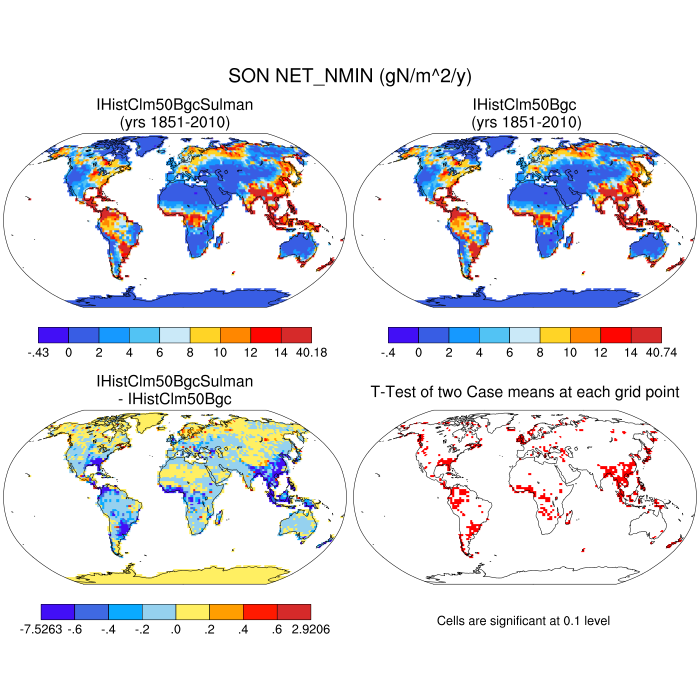 SON NET_NMIN (gN/m^2/y)
IHistClm50BgcSulman
(yrs 1851-2010)
IHistClm50Bgc
(yrs 1851-2010)
-.43 0 2 4 6 8 10 12 14 40.18
-.4 0 2 4 6 8 10 12 14 40.74
IHistClm50BgcSulman
- IHistClm50Bgc
T-Test of two Case means at each grid point
-7.5263 -.6 -.4 -.2 .0 .2 .4 .6 2.9206
Cells are significant at 0.1 level